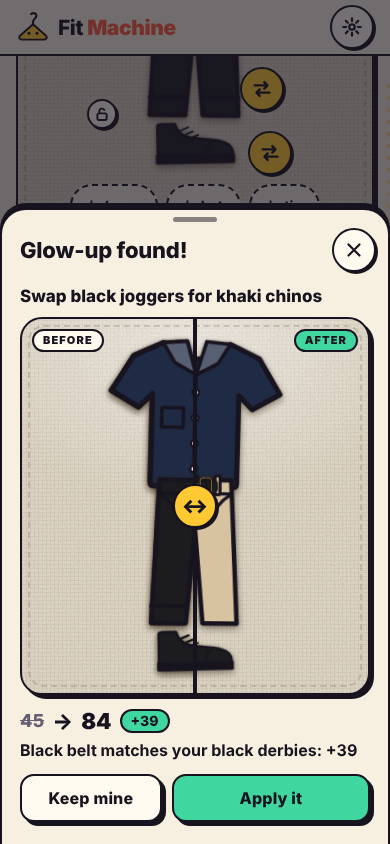 Fit Machine
Glow-up found!
Swap black joggers for khaki chinos
BEFORE
AFTER
45 → 84 +39
Black belt matches your black derbies: +39
Keep mine
Apply it